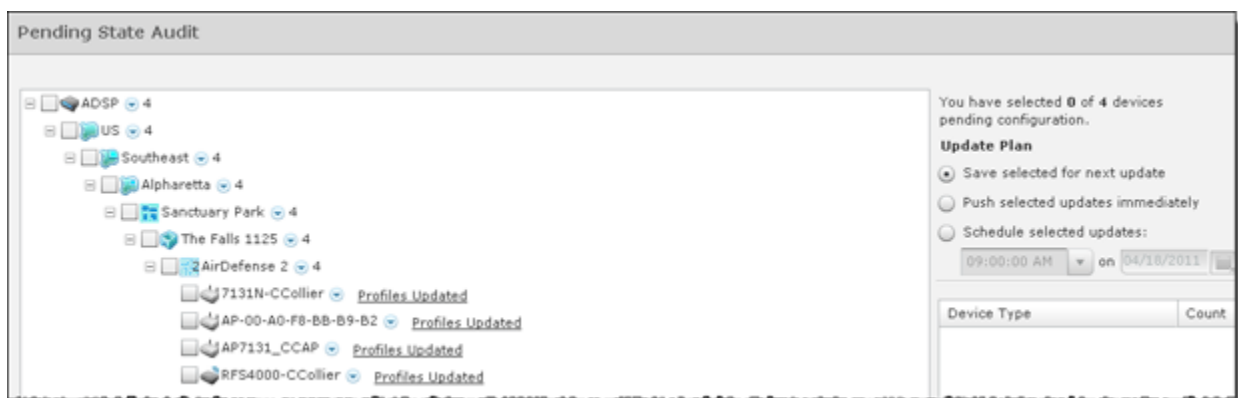 Pending State Audit
ADSP 4
US 4
Southeast 4
Alpharetta 4
Sanctuary Park 4
The Falls 1125 4
2 AirDefense 2 4
7131N-CCollier Profiles Updated
AP-00-A0-F8-BB-B9-B2 Profiles Updated
AP7131_CCAP Profiles Updated
RFS4000-CCollier Profiles Updated
You have selected 0 of 4 devices
pending configuration.
Update Plan
Save selected for next update
Push selected updates immediately
Schedule selected updates:
09:00:00 AM on 04/18/2011
Device Type Count